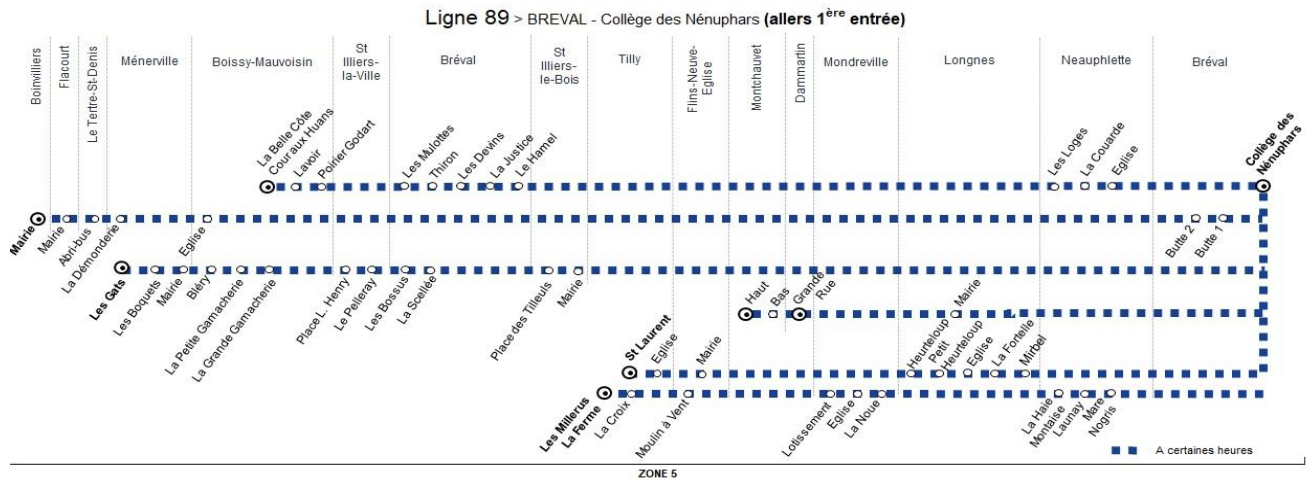 Ligne 89 > BREVAL - Collège des Nénuphars (allers 1ère entrée)
Boinvilliers
Flacourt
Le Tertre-St-Denis
Ménerville
Boissy-Mauvoisin
St
Illiers-
la-Ville
Bréval
St
Illiers-
le-Bois
Tilly
Flins-Neuve-
Eglise
Montchauvet
Dammartin
Mondreville
Longnes
Neauphlette
Bréval
La Belle Côte
Cour aux Huans
Lavoir
Poirier Godart
Les Mulottes
Thiron
Les Devins
La Justice
Le Hamel
Les Loges
La Couarde
Eglise
Collège des
Nénuphars
Mairie
Mairie
Abri-bus
La Démonderie
Eglise
Butte 2
Butte 1
Les Gats
Les Boquets
Mairie
Bléry
La Petite Gamacherie
La Grande Gamacherie
Place L. Henry
Le Pelleray
Les Bossus
La Scellée
Place des Tilleuls
Mairie
Haut
Bas
Grande
Rue
Mairie
St Laurent
Eglise
Mairie
Heurteloup
Petit
Heurteloup
Eglise
La Fortelle
Mirbel
Les Millerus
La Ferme
La Croix
Moulin à Vent
Lotissement
Eglise
La Noue
La Haie
Montaise
Launay
Mare
Nogris
A certaines heures
ZONE 5